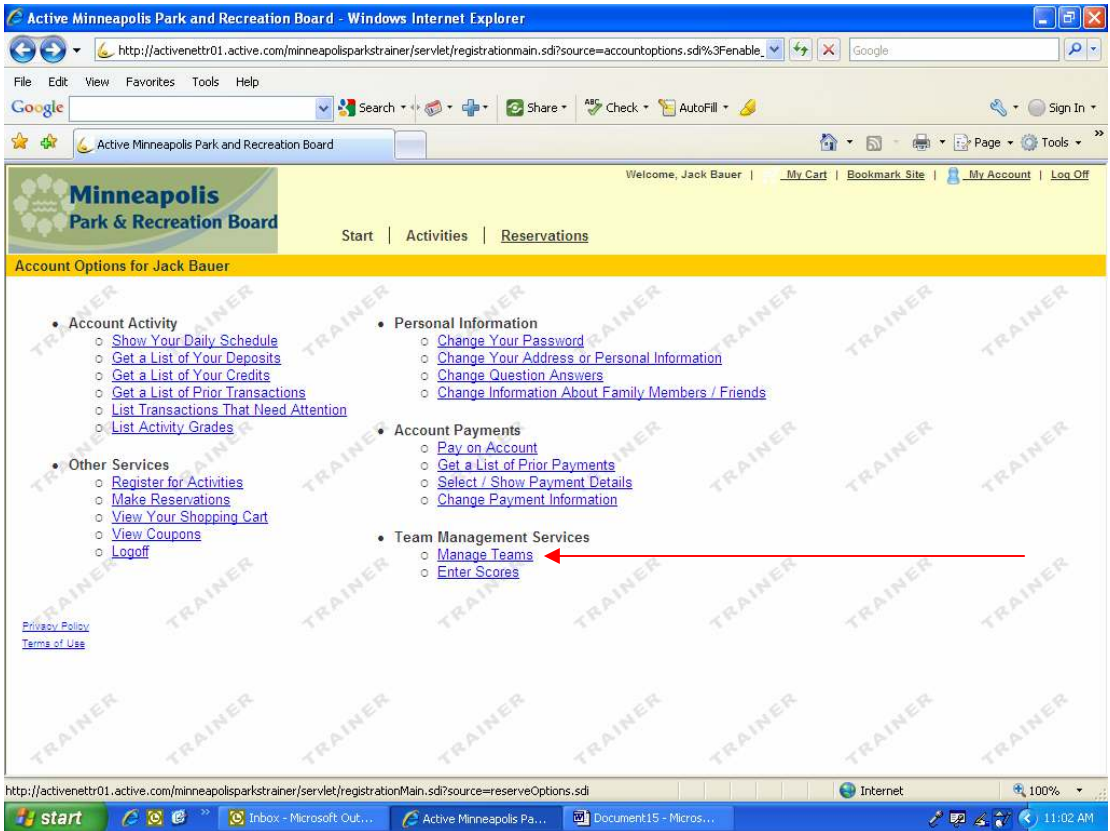 Active Minneapolis Park and Recreation Board - Windows Internet Explorer
http://activenettr01.active.com/minneapolisparkstrainer/servlet/registrationmain.sdi?source=accountoptions.sdi%3Fenable_
Google
File Edit View Favorites Tools Help
Google Search Share Check AutoFill Sign In
Active Minneapolis Park and Recreation Board
Page Tools
Minneapolis
Park & Recreation Board
Welcome, Jack Bauer | My Cart | Bookmark Site | My Account | Log Off
Start | Activities | Reservations
Account Options for Jack Bauer
Account Activity
Show Your Daily Schedule
Get a List of Your Deposits
Get a List of Your Credits
Get a List of Prior Transactions
List Transactions That Need Attention
List Activity Grades
Other Services
Register for Activities
Make Reservations
View Your Shopping Cart
View Coupons
Logoff
Personal Information
Change Your Password
Change Your Address or Personal Information
Change Question Answers
Change Information About Family Members / Friends
Account Payments
Pay on Account
Get a List of Prior Payments
Select / Show Payment Details
Change Payment Information
Team Management Services
Manage Teams
Enter Scores
Privacy Policy
Terms of Use
TRAINER
http://activenettr01.active.com/minneapolisparkstrainer/servlet/registrationMain.sdi?source=reserveOptions.sdi
Internet
100%
start
Inbox - Microsoft Out...
Active Minneapolis Pa...
Document15 - Micros...
11:02 AM